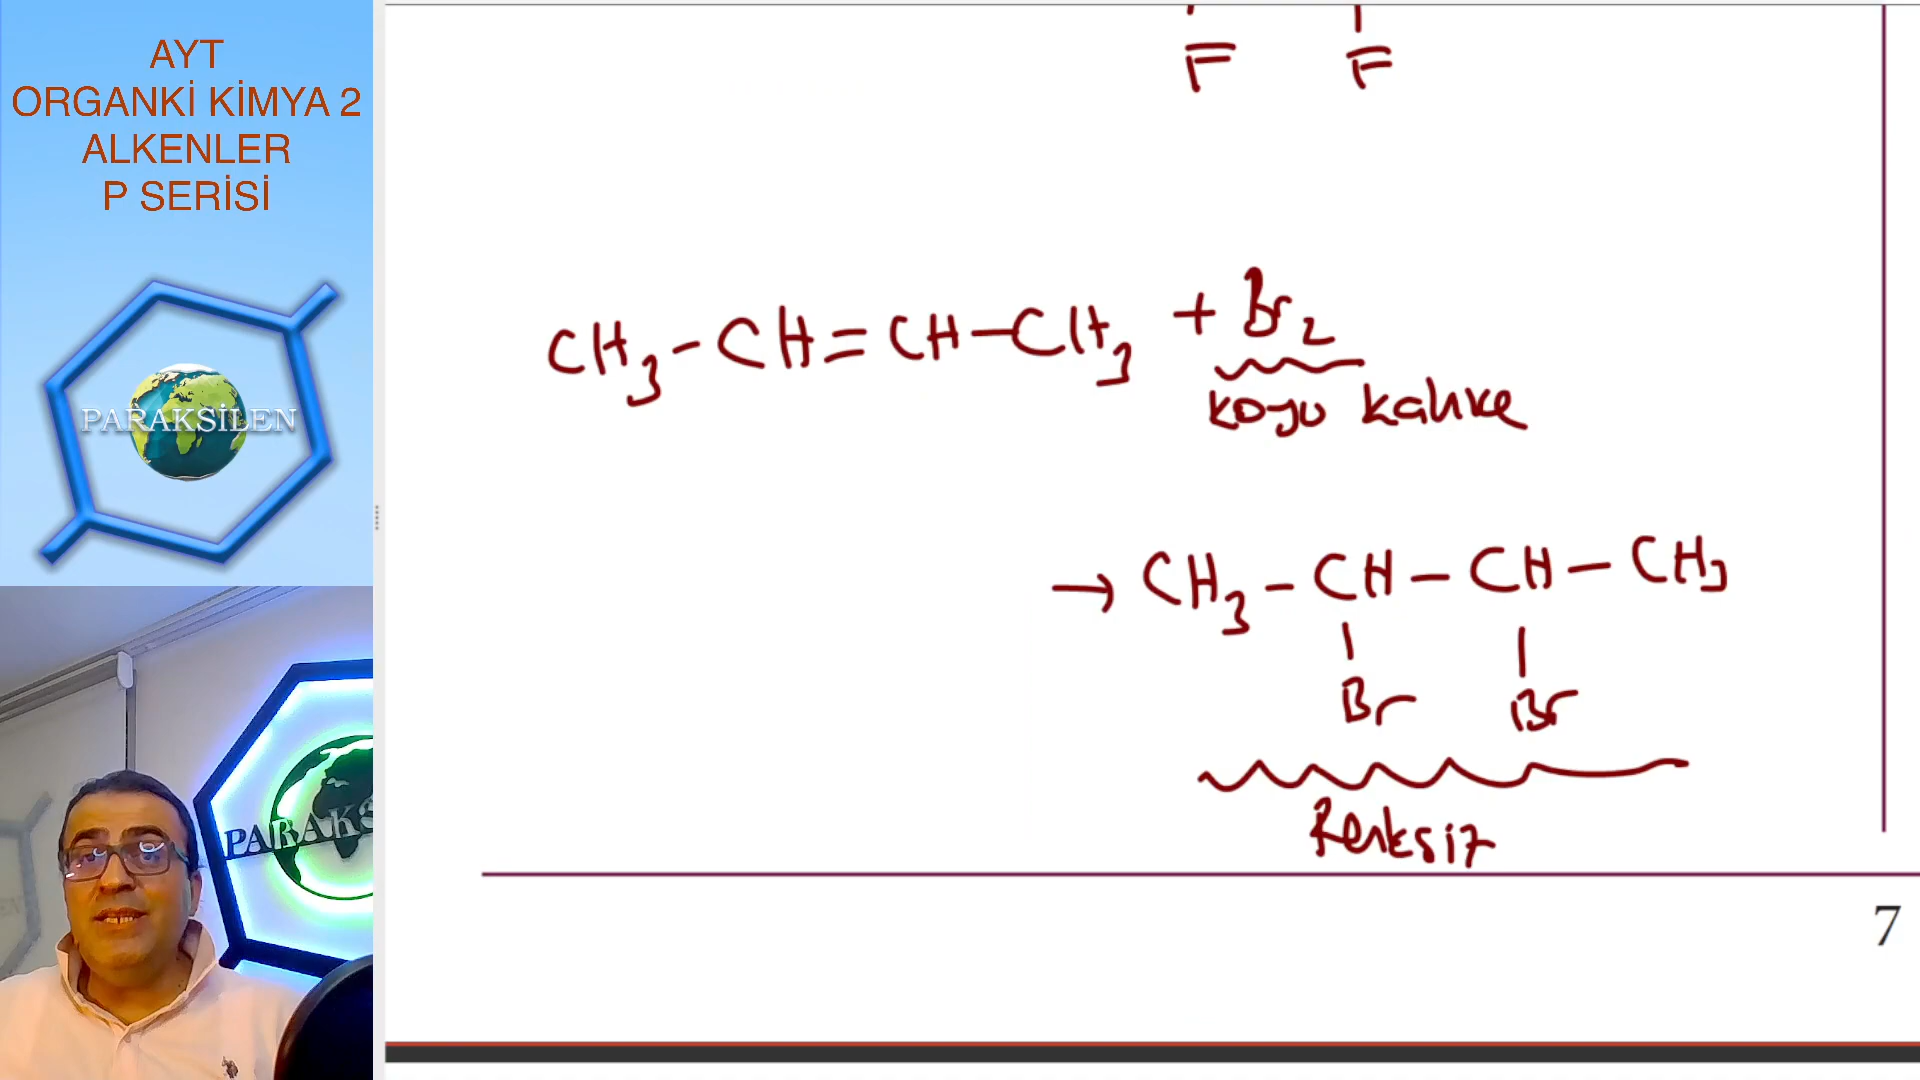 AYT
ORGANKİ KİMYA 2
ALKENLER
P SERİSİ
PARAKSİLEN
PARAKS
F F
CH₃-CH=CH-CH₃ + Br₂
koyu kahve
→ CH₃-CH-CH-CH₃
Br Br
Renksiz
7